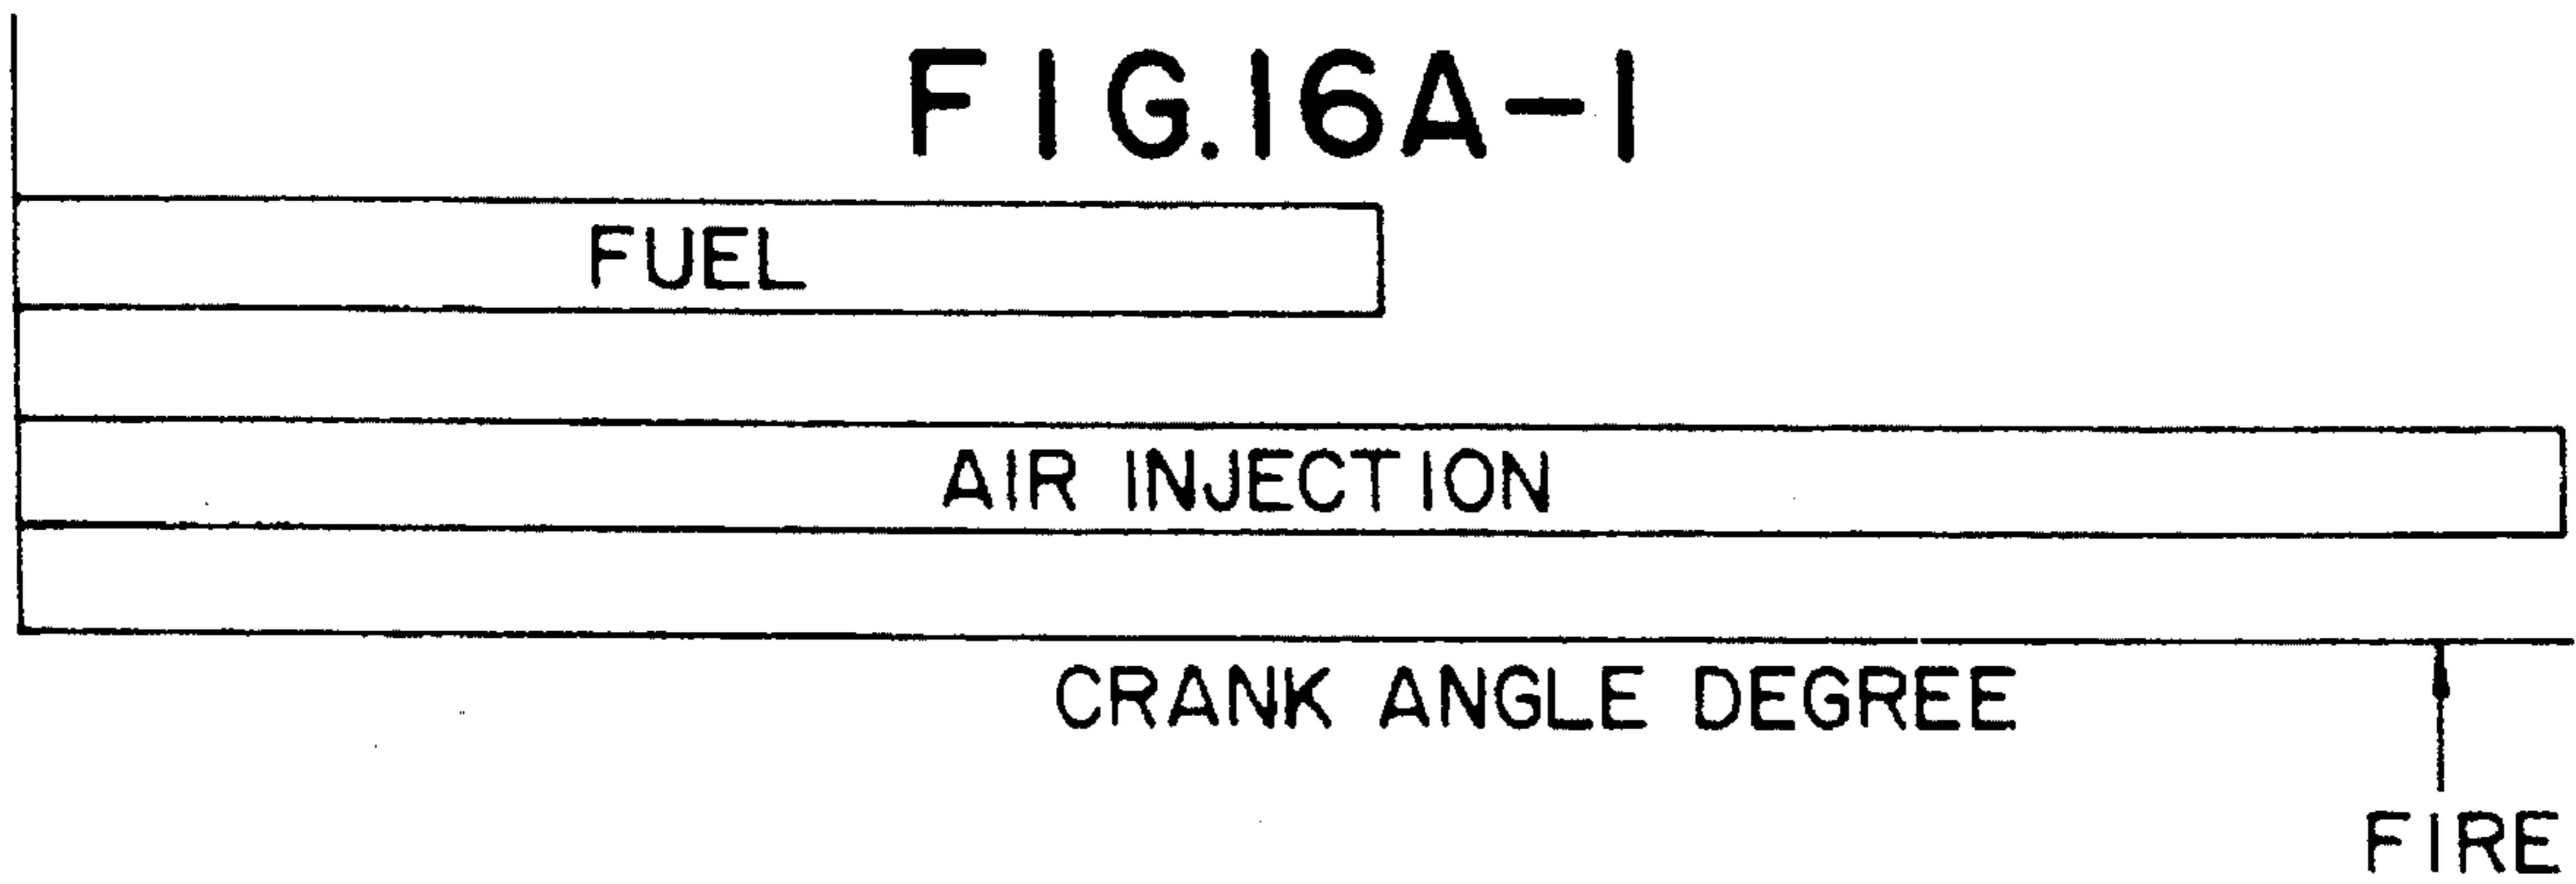 FIG.16A-1
FUEL
AIR INJECTION
CRANK ANGLE DEGREE
FIRE